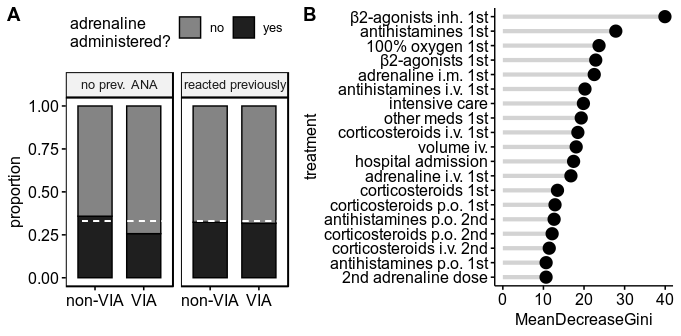 A
adrenaline
administered?
no
yes
no prev. ANA
reacted previously
proportion
1.00
0.75
0.50
0.25
0.00
non-VIA
VIA
non-VIA
VIA
B
treatment
β2-agonists inh. 1st
antihistamines 1st
100% oxygen 1st
β2-agonists 1st
adrenaline i.m. 1st
antihistamines i.v. 1st
intensive care
other meds 1st
corticosteroids i.v. 1st
volume iv.
hospital admission
adrenaline i.v. 1st
corticosteroids 1st
corticosteroids p.o. 1st
antihistamines p.o. 2nd
corticosteroids p.o. 2nd
corticosteroids i.v. 2nd
antihistamines p.o. 1st
2nd adrenaline dose
0
10
20
30
40
MeanDecreaseGini